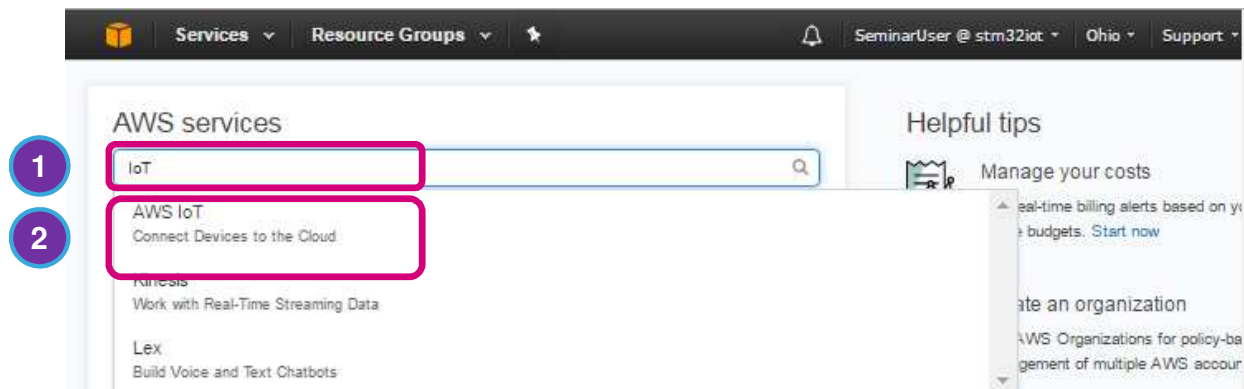 Services Resource Groups SeminarUser @ stm32iot Ohio Support
AWS services
1
IoT
2
AWS IoT
Connect Devices to the Cloud
Kinesis
Work with Real-Time Streaming Data
Lex
Build Voice and Text Chatbots
Helpful tips
Manage your costs
eal-time billing alerts based on
budgets. Start now
ate an organization
AWS Organizations for policy-ba
gement of multiple AWS accour